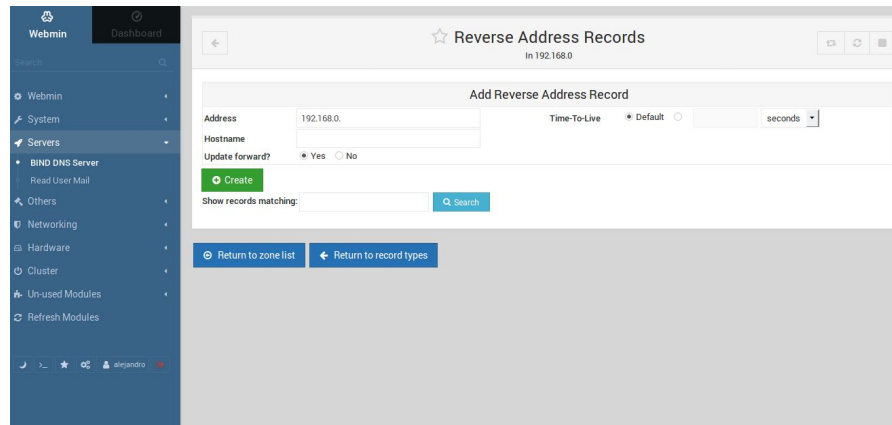 Webmin
Dashboard
Search
Webmin
System
Servers
BIND DNS Server
Read User Mail
Others
Networking
Hardware
Cluster
Un-used Modules
Refresh Modules
alejandro
Reverse Address Records
In 192.168.0
Add Reverse Address Record
Address 192.168.0. Time-To-Live Default seconds
Hostname
Update forward? Yes No
Create
Show records matching: Search
Return to zone list Return to record types